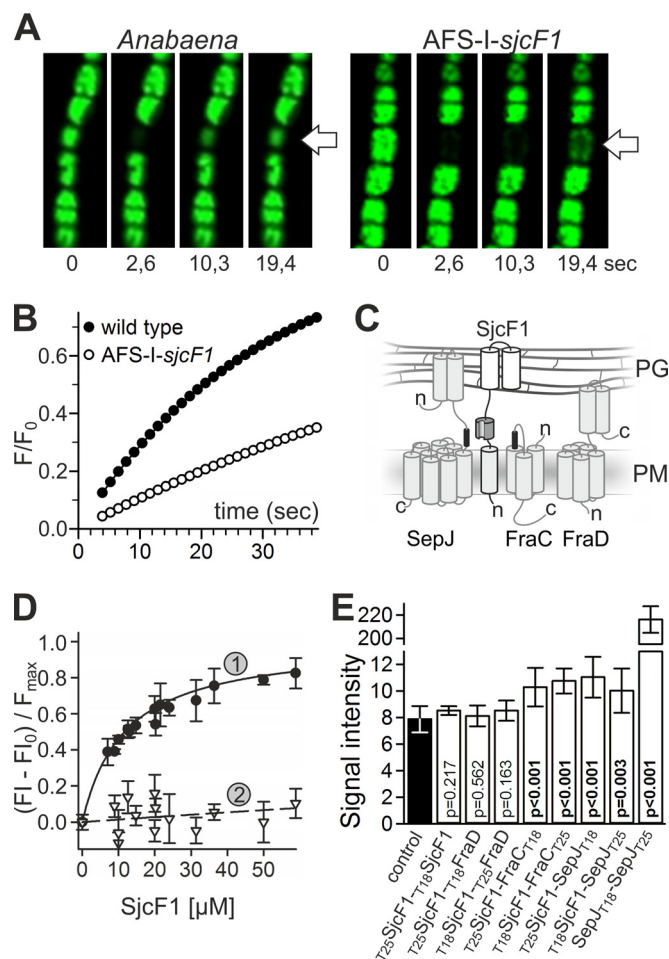 A
Anabaena
AFS-I-sjcF1
0 2,6 10,3 19,4
0 2,6 10,3 19,4 sec
B
wild type
AFS-I-sjcF1
F/F0
0.6
0.4
0.2
0.0
time (sec)
0 10 20 30
C
SjcF1
PG
n
c
n
PM
c
n
c
n
SepJ FraC FraD
D
(FI - FI0) / Fmax
1.0
0.8
0.6
0.4
0.2
0.0
1
2
0 10 20 30 40 50 60
SjcF1 [µM]
E
Signal intensity
220
200
12
10
8
6
4
2
0
p=0.217
p=0.562
p=0.163
p<0.001
p<0.001
p<0.001
p=0.003
p<0.001
control
T25SjcF1-T18SjcF1
T25SjcF1-T18FraD
T18SjcF1-T25FraD
T25SjcF1-FraCT18
T18SjcF1-FraCT25
T25SjcF1-SepJT18
T18SjcF1-SepJT25
SepJT18-SepJT25